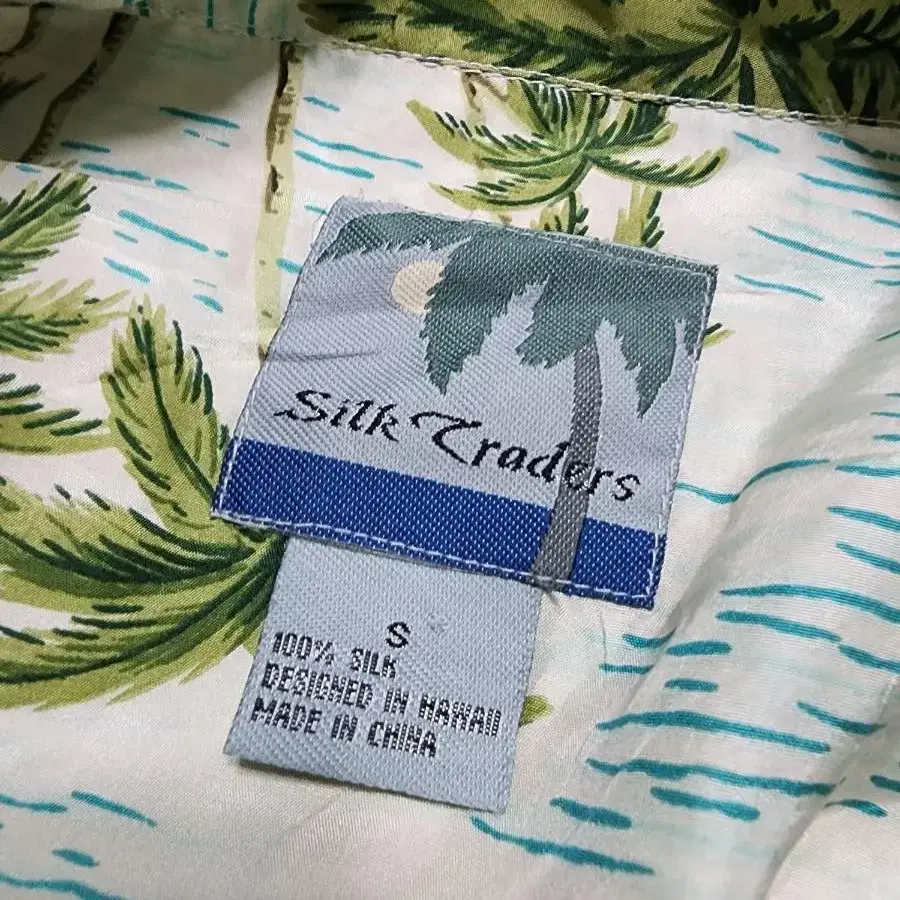 Silk Traders
S
100% SILK
DESIGNED IN HAWAII
MADE IN CHINA